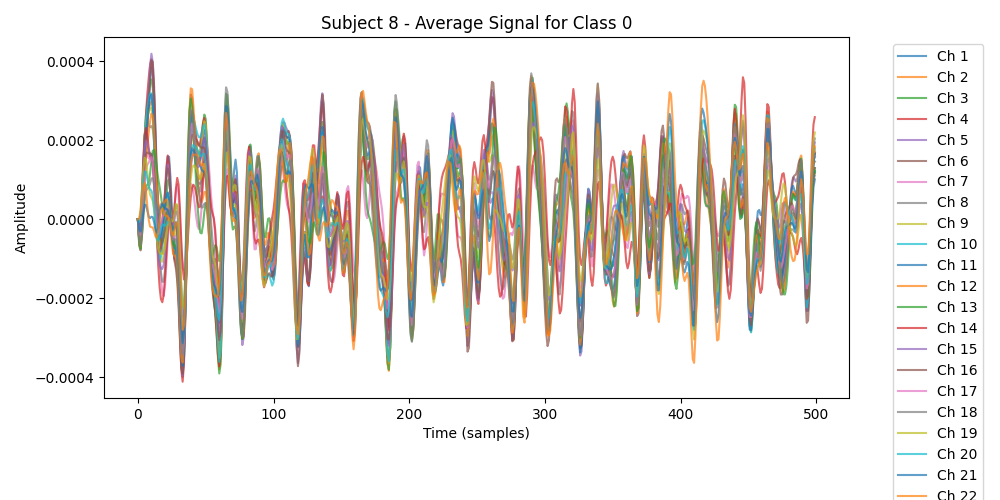 Subject 8 - Average Signal for Class 0
Amplitude
0.0004
0.0002
0.0000
−0.0002
−0.0004
0
100
200
300
400
500
Time (samples)
Ch 1
Ch 2
Ch 3
Ch 4
Ch 5
Ch 6
Ch 7
Ch 8
Ch 9
Ch 10
Ch 11
Ch 12
Ch 13
Ch 14
Ch 15
Ch 16
Ch 17
Ch 18
Ch 19
Ch 20
Ch 21
Ch 22